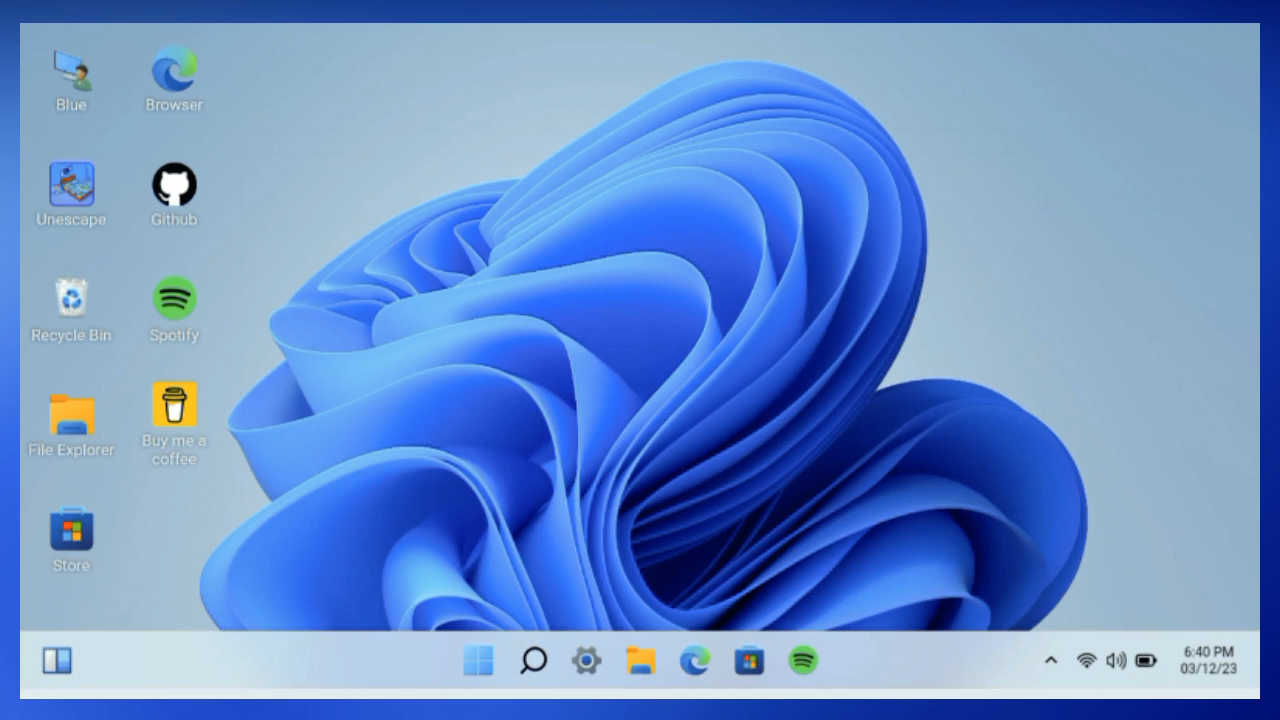 Blue
Browser
Unescape
Github
Recycle Bin
Spotify
File Explorer
Buy me a
coffee
Store
6:40 PM
03/12/23